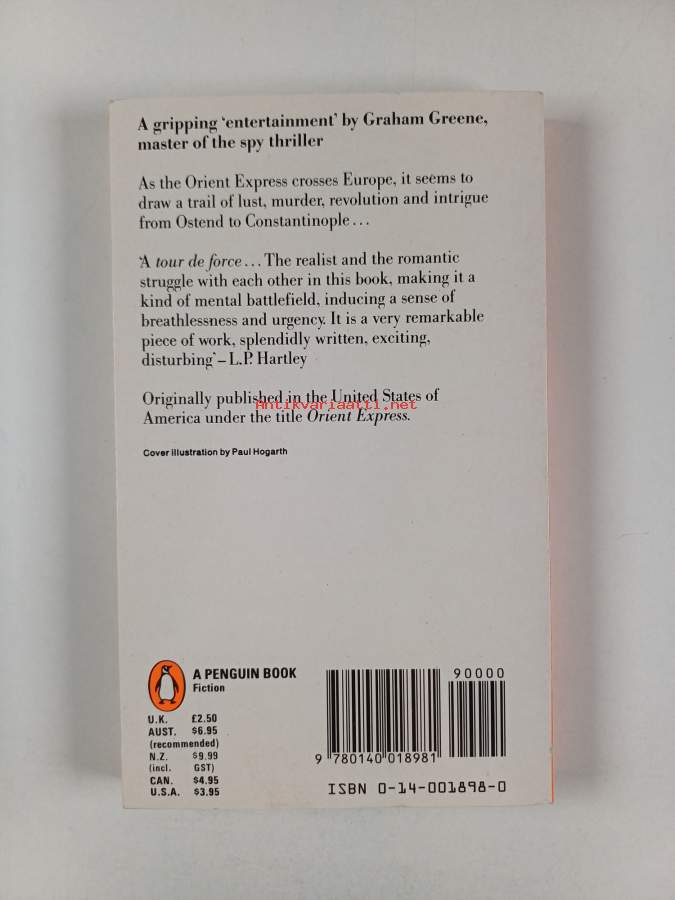 A gripping 'entertainment' by Graham Greene,
master of the spy thriller
As the Orient Express crosses Europe, it seems to
draw a trail of lust, murder, revolution and intrigue
from Ostend to Constantinople...
'A tour de force... The realist and the romantic
struggle with each other in this book, making it a
kind of mental battlefield, inducing a sense of
breathlessness and urgency. It is a very remarkable
piece of work, splendidly written, exciting,
disturbing' – L.P. Hartley
Originally published in the United States of
Antikvariaatti.net
America under the title Orient Express.
Cover illustration by Paul Hogarth
A PENGUIN BOOK
Fiction
U.K. £2.50
AUST. $6.95
(recommended)
N.Z. $9.99
(incl. GST)
CAN. $4.95
U.S.A. $3.95
90000
9 780140 018981
ISBN 0-14-001898-0